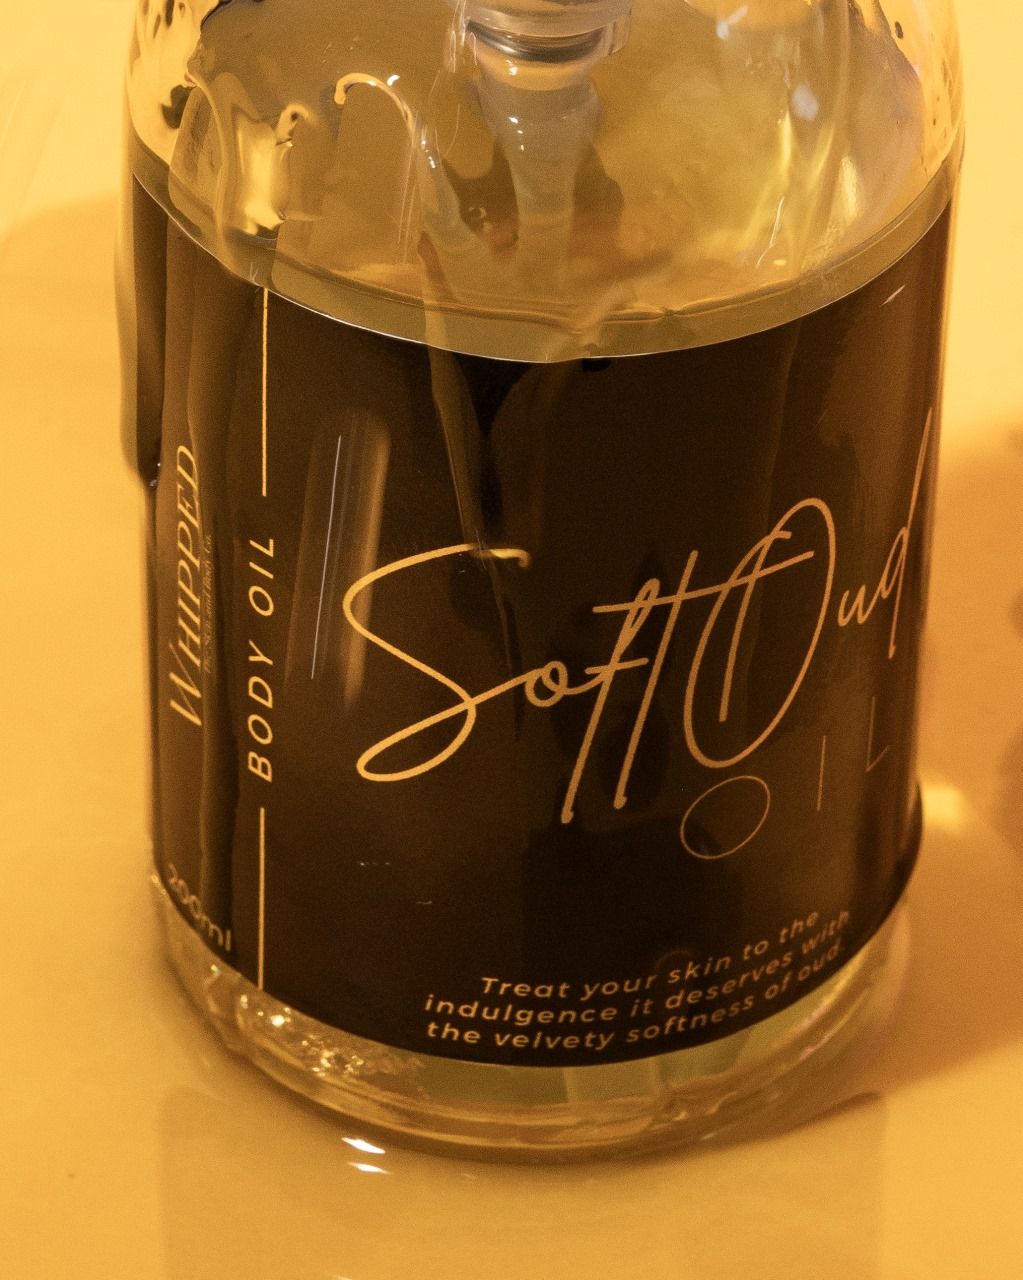 WHIPPED
BODY OIL
200ml
Soft Oud
OIL
Treat your skin to the
indulgence it deserves with
the velvety softness of oud.